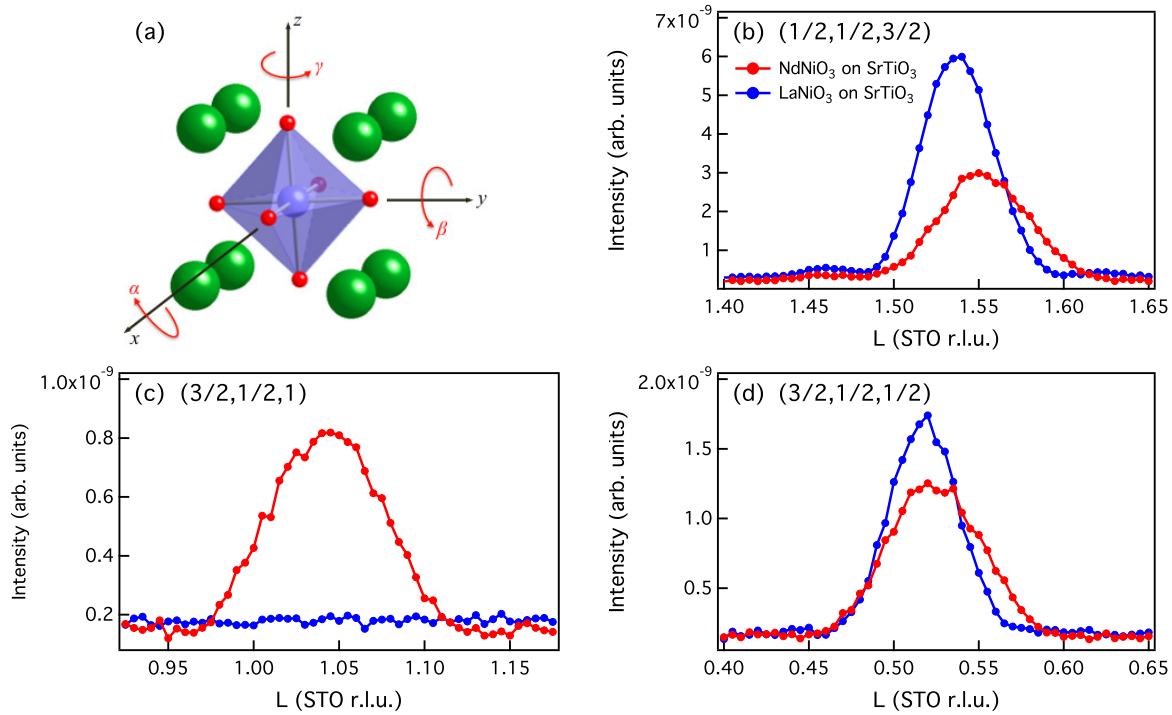 (a)
z
γ
y
β
α
x
7x10⁻⁹
6
5
4
3
2
1
Intensity (arb. units)
(b) (1/2,1/2,3/2)
NdNiO₃ on SrTiO₃
LaNiO₃ on SrTiO₃
1.40 1.50 1.55 1.60 1.65
L (STO r.l.u.)
1.0x10⁻⁹
0.8
0.6
0.4
0.2
Intensity (arb. units)
(c) (3/2,1/2,1)
0.95 1.00 1.05 1.10 1.15
L (STO r.l.u.)
2.0x10⁻⁹
1.5
1.0
0.5
Intensity (arb. units)
(d) (3/2,1/2,1/2)
0.40 0.45 0.50 0.55 0.60 0.65
L (STO r.l.u.)